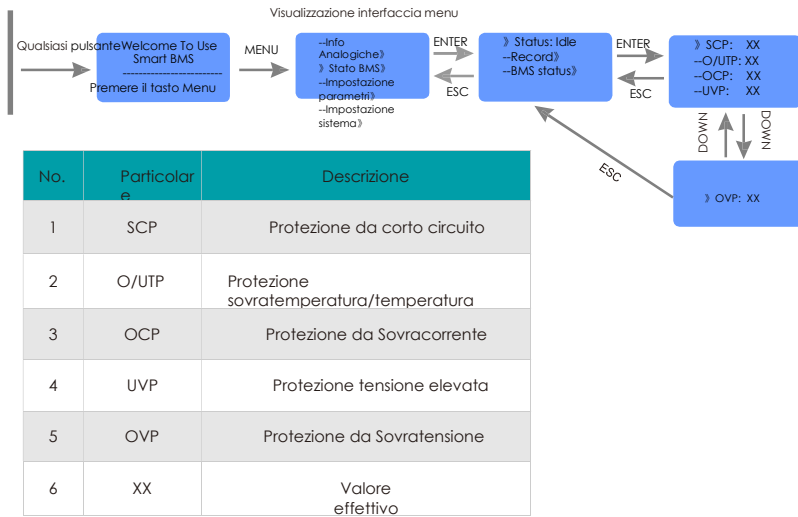 Visualizzazione interfaccia menu
Qualsiasi pulsante
Welcome To Use
Smart BMS
-------------------------
Premere il tasto Menu
MENU
--Info
Analogiche》
》Stato BMS》
--Impostazione
parametri》
--Impostazione
sistema》
ENTER
ESC
》Status: Idle
--Record》
--BMS status》
ENTER
ESC
》SCP: XX
--O/UTP: XX
--OCP: XX
--UVP: XX
DOWN
DOWN
ESC
》OVP: XX
No. Particolar
e Descrizione
1 SCP Protezione da corto circuito
2 O/UTP Protezione
sovratemperatura/temperatura
3 OCP Protezione da Sovracorrente
4 UVP Protezione tensione elevata
5 OVP Protezione da Sovratensione
6 XX Valore
effettivo